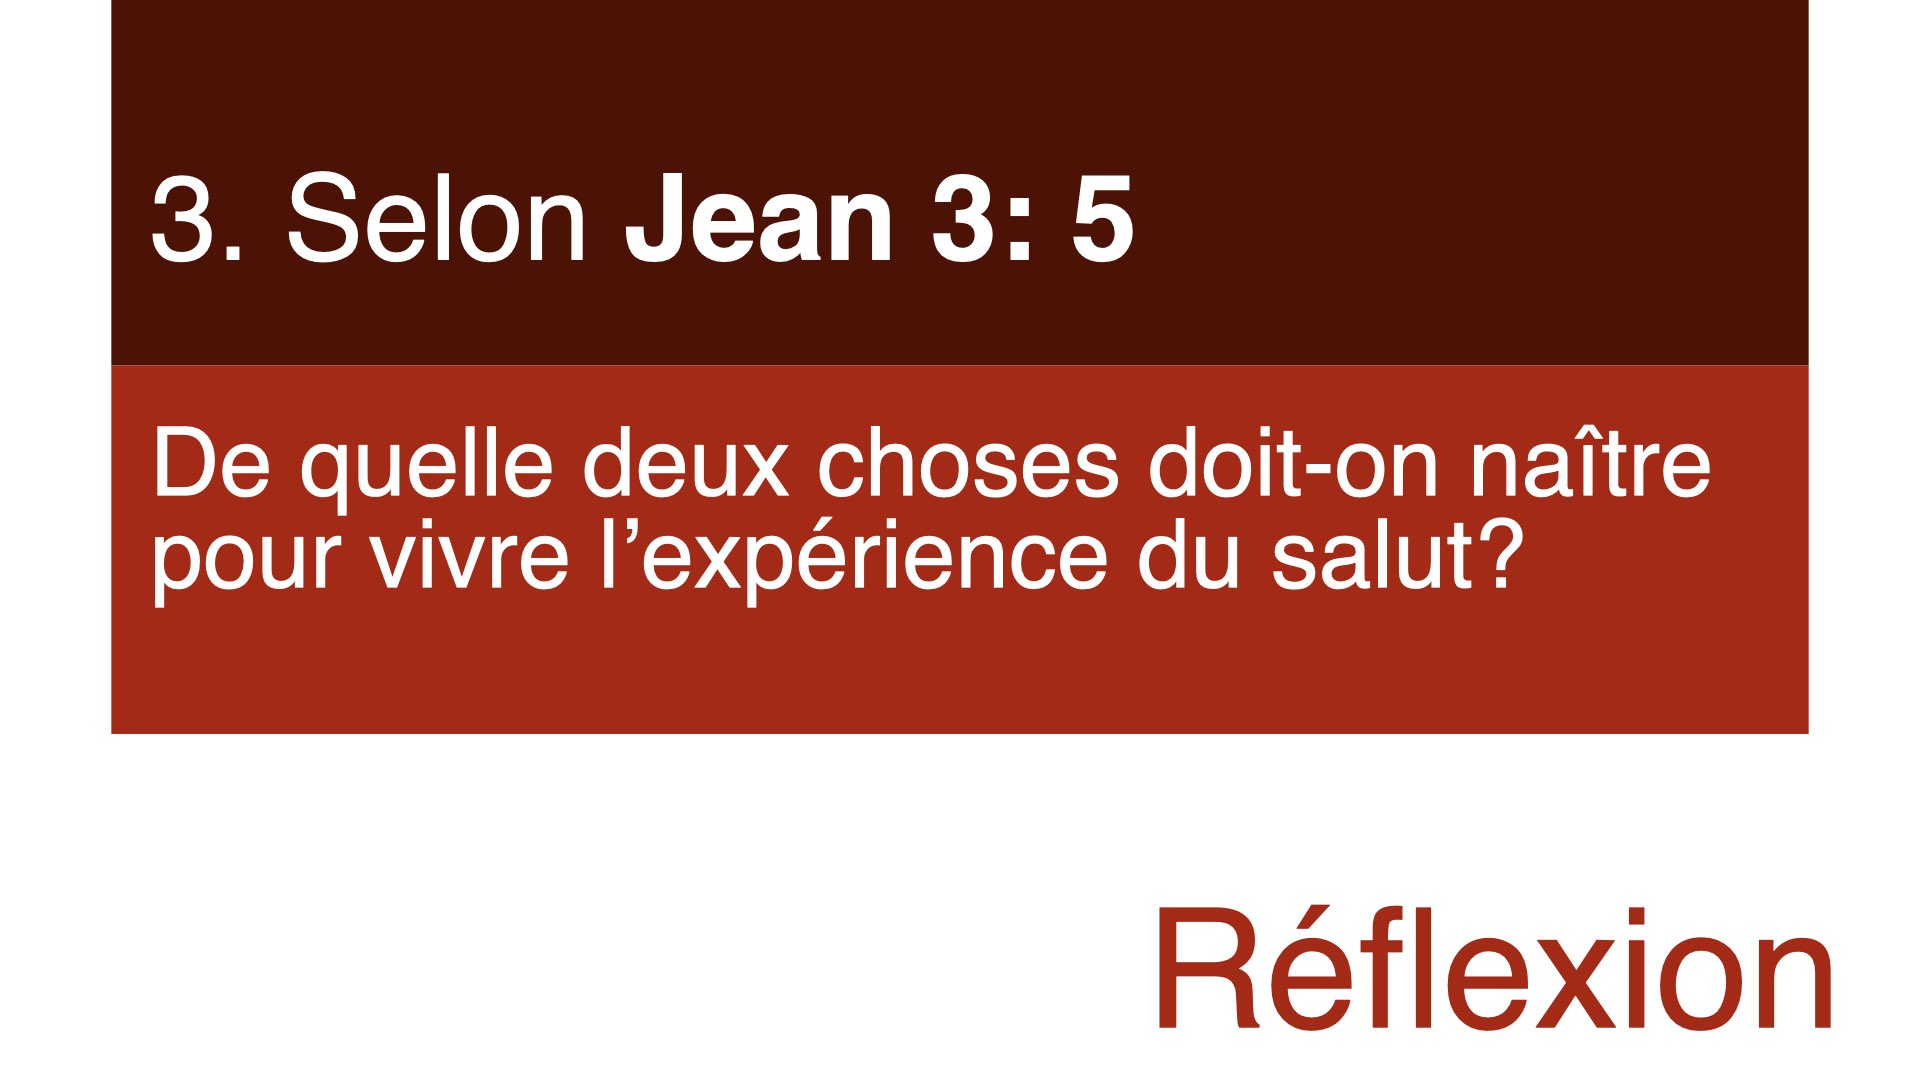 3. Selon Jean 3: 5
De quelle deux choses doit-on naître
pour vivre l’expérience du salut?
Réflexion